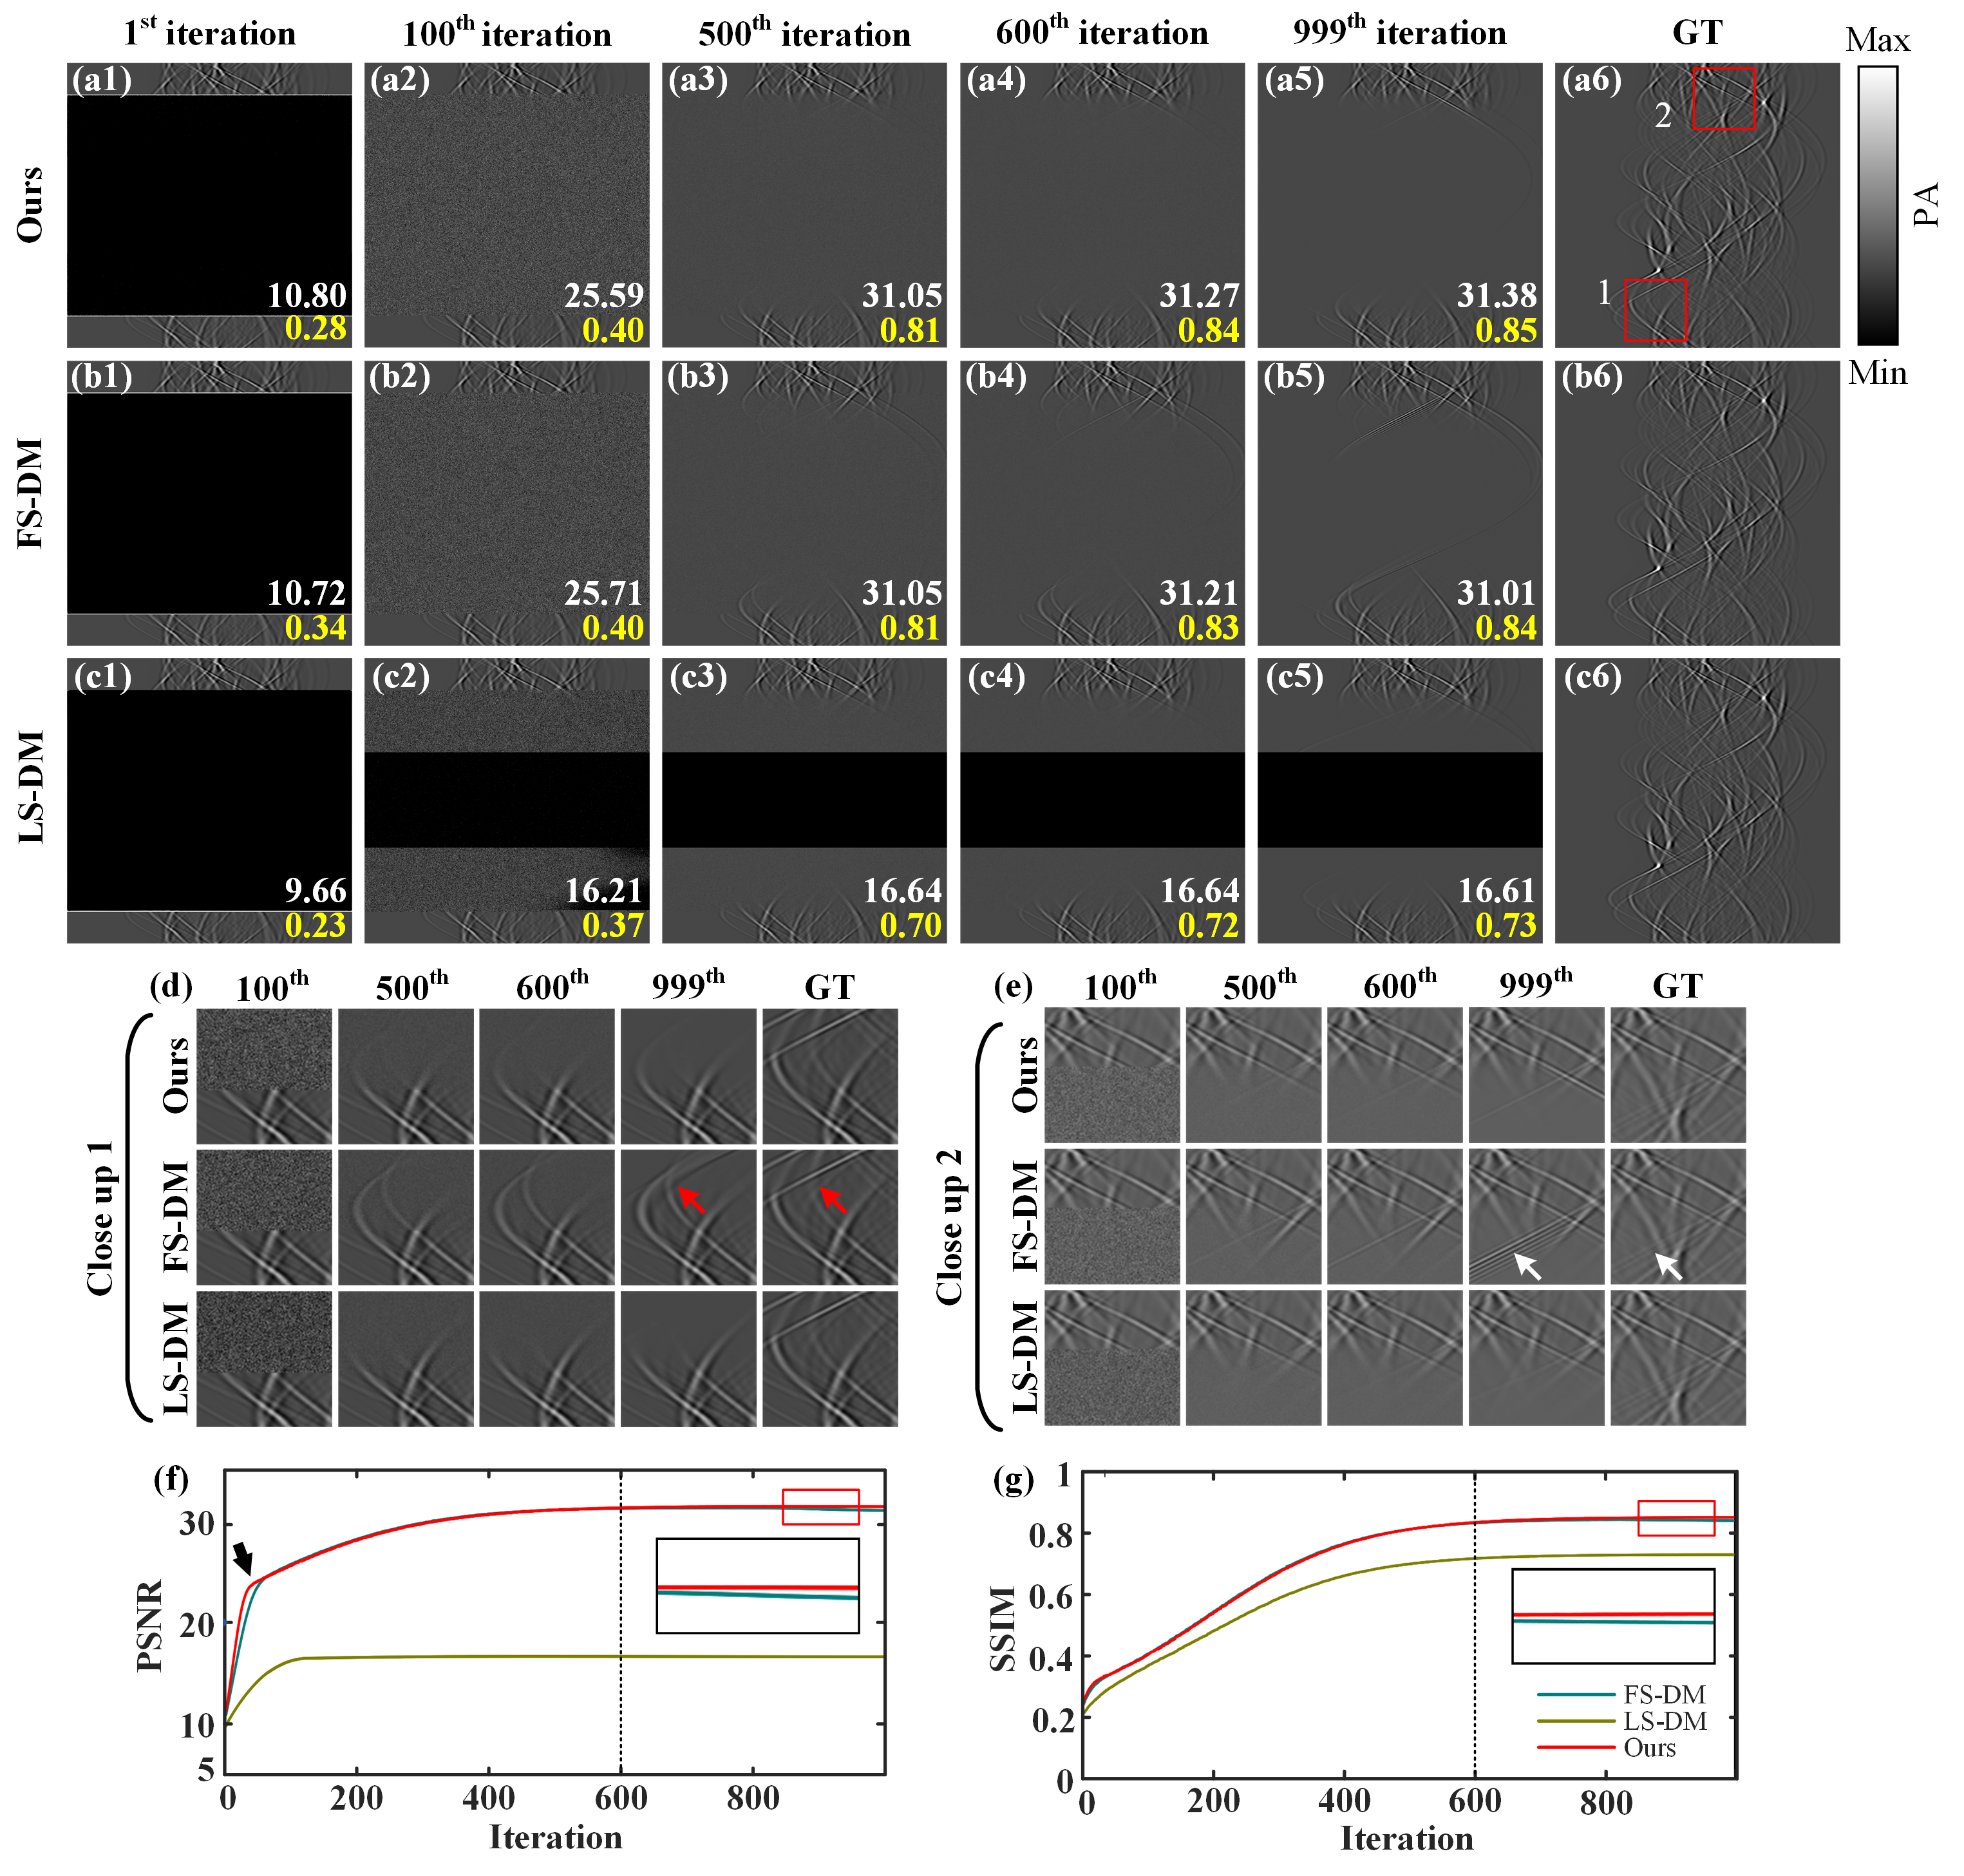 1st iteration 100th iteration 500th iteration 600th iteration 999th iteration GT Max
(a1) (a2) (a3) (a4) (a5) (a6)
2
Ours
PA
1
10.80 25.59 31.05 31.27 31.38
0.28 0.40 0.81 0.84 0.85
Min
(b1) (b2) (b3) (b4) (b5) (b6)
FS-DM
10.72 25.71 31.05 31.21 31.01
0.34 0.40 0.81 0.83 0.84
(c1) (c2) (c3) (c4) (c5) (c6)
LS-DM
9.66 16.21 16.64 16.64 16.61
0.23 0.37 0.70 0.72 0.73
(d) 100th 500th 600th 999th GT
Close up 1
Ours
FS-DM
LS-DM
(e) 100th 500th 600th 999th GT
Close up 2
Ours
FS-DM
LS-DM
(f)
PSNR
30
20
10
5
0 200 400 600 800
Iteration
(g)
SSIM
1
0.8
0.6
0.4
0.2
0
FS-DM
LS-DM
Ours
0 200 400 600 800
Iteration